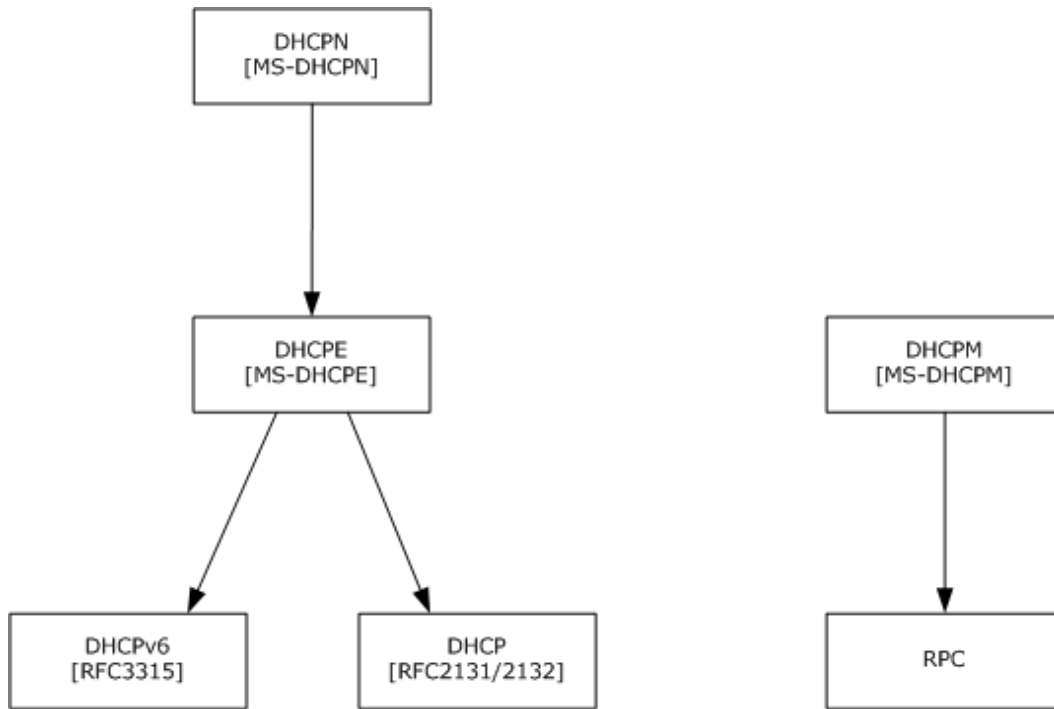 DHCPN
[MS-DHCPN]
DHCPE
[MS-DHCPE]
DHCPM
[MS-DHCPM]
DHCPv6
[RFC3315]
DHCP
[RFC2131/2132]
RPC